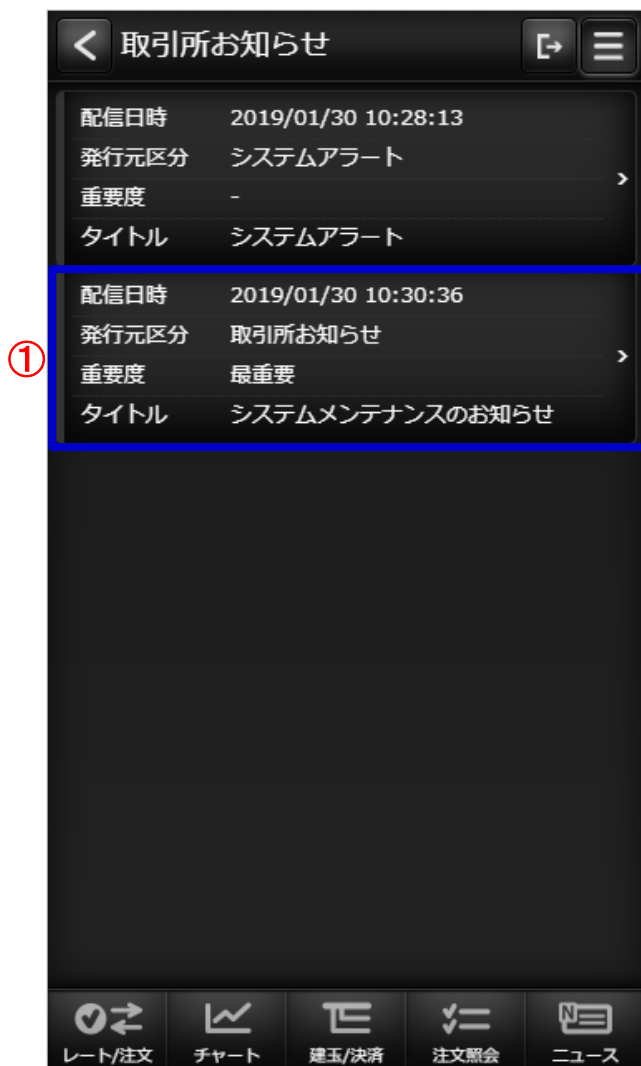 取引所お知らせ
配信日時 2019/01/30 10:28:13
発行元区分 システムアラート
重要度 -
タイトル システムアラート
①
配信日時 2019/01/30 10:30:36
発行元区分 取引所お知らせ
重要度 最重要
タイトル システムメンテナンスのお知らせ
レート/注文 チャート 建玉/決済 注文照会 ニュース